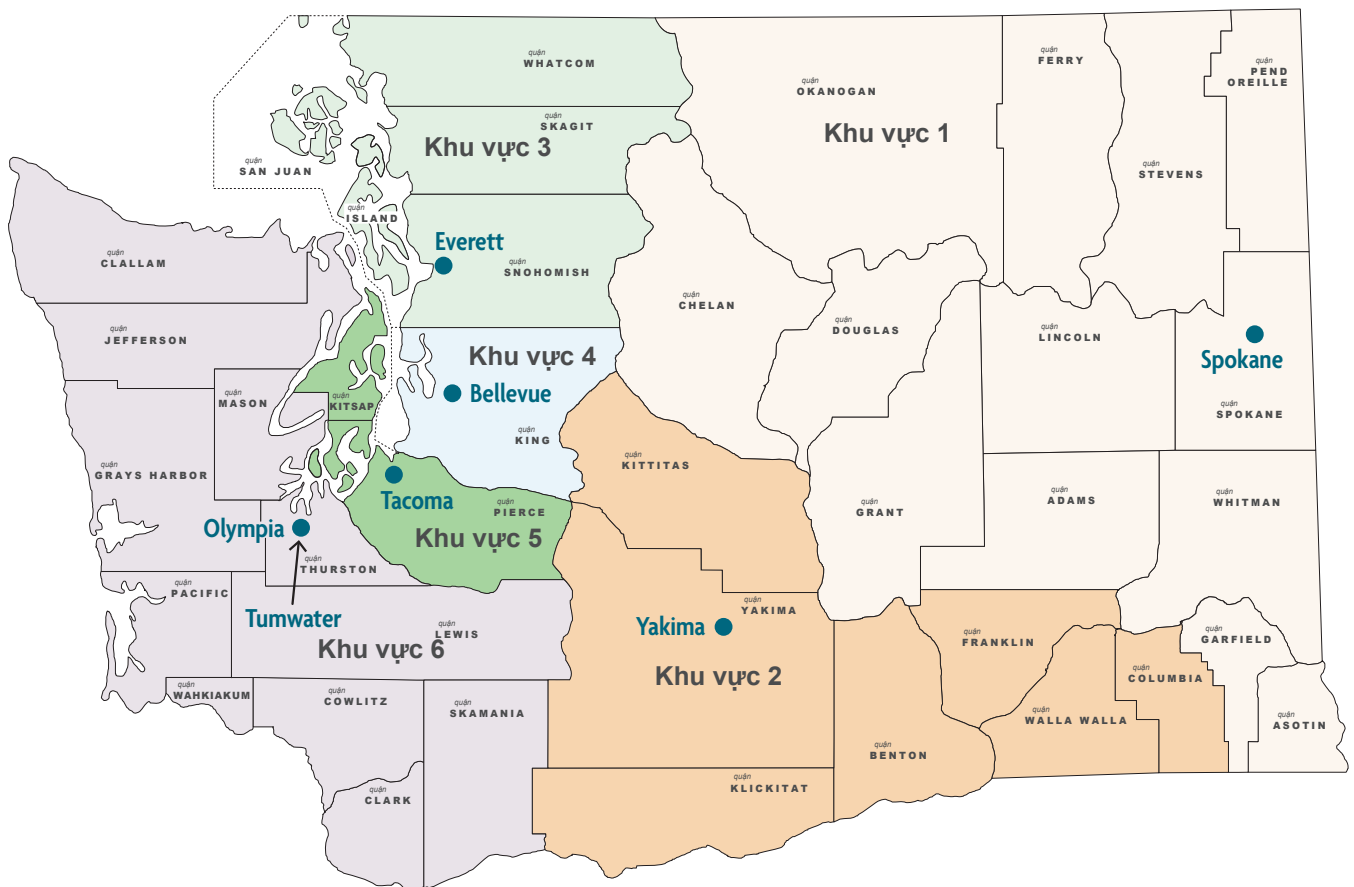 quận
WHATCOM
quận
SKAGIT
Khu vực 3
quận
SAN JUAN
quận
ISLAND
Everett
quận
SNOHOMISH
quận
OKANOGAN
Khu vực 1
quận
FERRY
quận
STEVENS
quận
PEND
OREILLE
quận
CLALLAM
quận
JEFFERSON
quận
MASON
quận
KITSAP
Khu vực 4
Bellevue
quận
KING
quận
CHELAN
quận
DOUGLAS
quận
LINCOLN
Spokane
quận
SPOKANE
quận
GRAYS HARBOR
Olympia
quận
THURSTON
Tumwater
Tacoma
quận
PIERCE
Khu vực 5
quận
KITTITAS
quận
GRANT
quận
ADAMS
quận
WHITMAN
quận
PACIFIC
quận
LEWIS
Khu vực 6
quận
YAKIMA
Yakima
Khu vực 2
quận
FRANKLIN
quận
GARFIELD
quận
COLUMBIA
quận
WALLA WALLA
quận
ASOTIN
quận
WAHKIAKUM
quận
COWLITZ
quận
SKAMANIA
quận
BENTON
quận
KLICKITAT
quận
CLARK